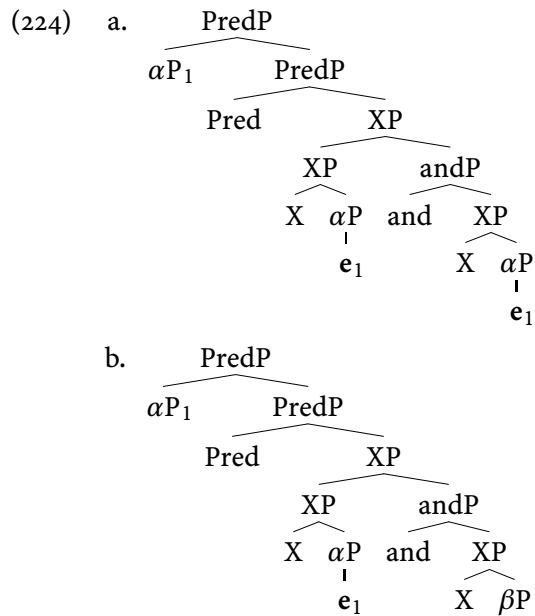 (224) a. PredP
αP₁ PredP
Pred XP
XP andP
X αP and XP
e₁ X αP
e₁
b. PredP
αP₁ PredP
Pred XP
XP andP
X αP and XP
e₁ X βP